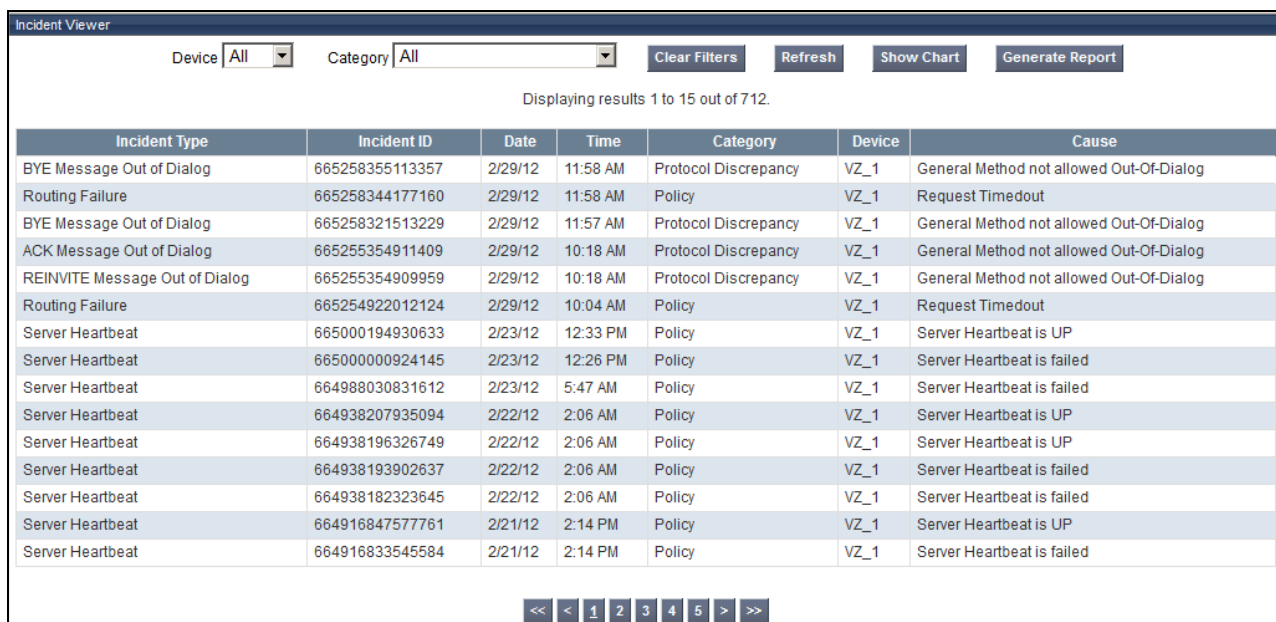 Incident Viewer
Device All Category All Clear Filters Refresh Show Chart Generate Report
Displaying results 1 to 15 out of 712.
Incident Type Incident ID Date Time Category Device Cause
BYE Message Out of Dialog 665258355113357 2/29/12 11:58 AM Protocol Discrepancy VZ_1 General Method not allowed Out-Of-Dialog
Routing Failure 665258344177160 2/29/12 11:58 AM Policy VZ_1 Request Timedout
BYE Message Out of Dialog 665258321513229 2/29/12 11:57 AM Protocol Discrepancy VZ_1 General Method not allowed Out-Of-Dialog
ACK Message Out of Dialog 665255354911409 2/29/12 10:18 AM Protocol Discrepancy VZ_1 General Method not allowed Out-Of-Dialog
REINVITE Message Out of Dialog 665255354909959 2/29/12 10:18 AM Protocol Discrepancy VZ_1 General Method not allowed Out-Of-Dialog
Routing Failure 665254922012124 2/29/12 10:04 AM Policy VZ_1 Request Timedout
Server Heartbeat 665000194930633 2/23/12 12:33 PM Policy VZ_1 Server Heartbeat is UP
Server Heartbeat 665000000924145 2/23/12 12:26 PM Policy VZ_1 Server Heartbeat is failed
Server Heartbeat 664988030831612 2/23/12 5:47 AM Policy VZ_1 Server Heartbeat is failed
Server Heartbeat 664938207935094 2/22/12 2:06 AM Policy VZ_1 Server Heartbeat is UP
Server Heartbeat 664938196326749 2/22/12 2:06 AM Policy VZ_1 Server Heartbeat is UP
Server Heartbeat 664938193902637 2/22/12 2:06 AM Policy VZ_1 Server Heartbeat is failed
Server Heartbeat 664938182323645 2/22/12 2:06 AM Policy VZ_1 Server Heartbeat is failed
Server Heartbeat 664916847577761 2/21/12 2:14 PM Policy VZ_1 Server Heartbeat is UP
Server Heartbeat 664916833545584 2/21/12 2:14 PM Policy VZ_1 Server Heartbeat is failed
<< < 1 2 3 4 5 > >>